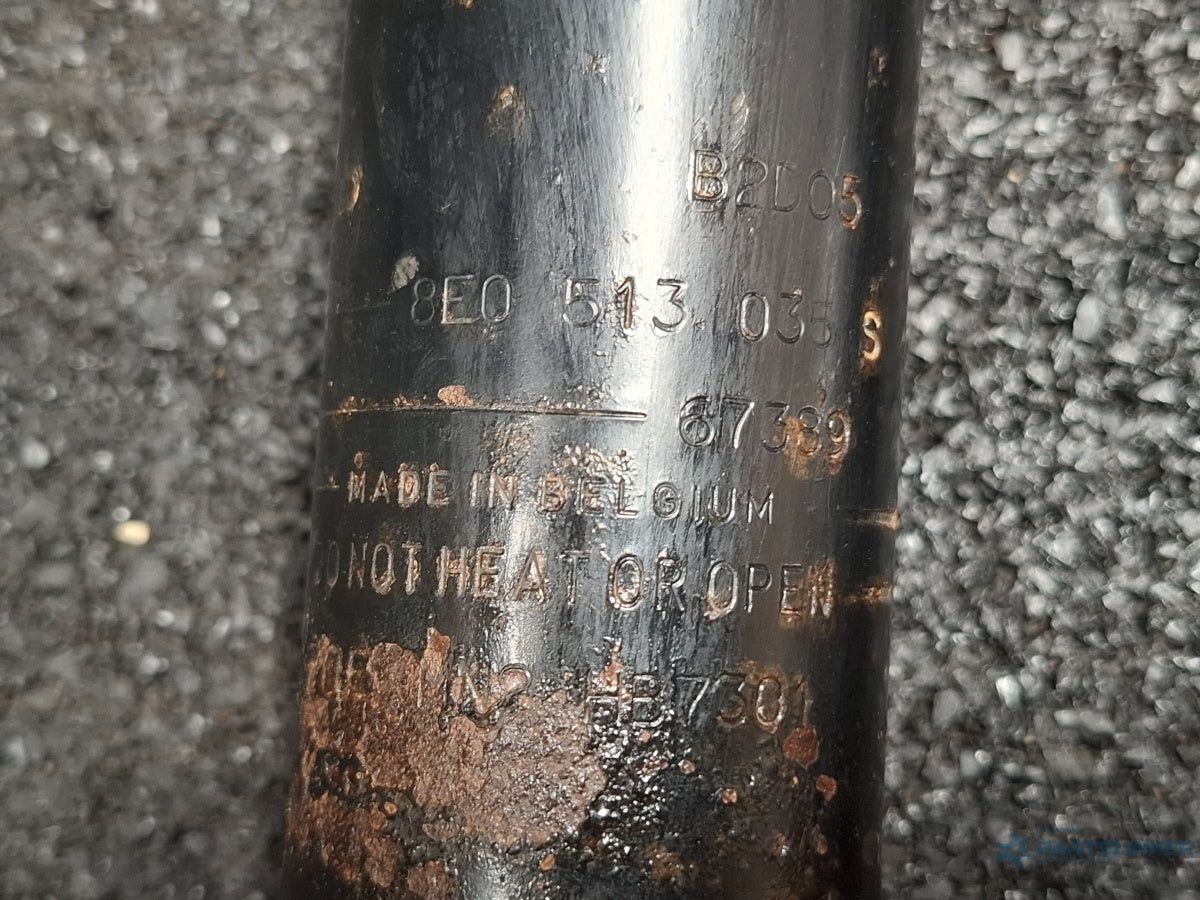 B2D05
8E0 513 035 S
67389
MADE IN BELGIUM
DO NOT HEAT OR OPEN
HB7301